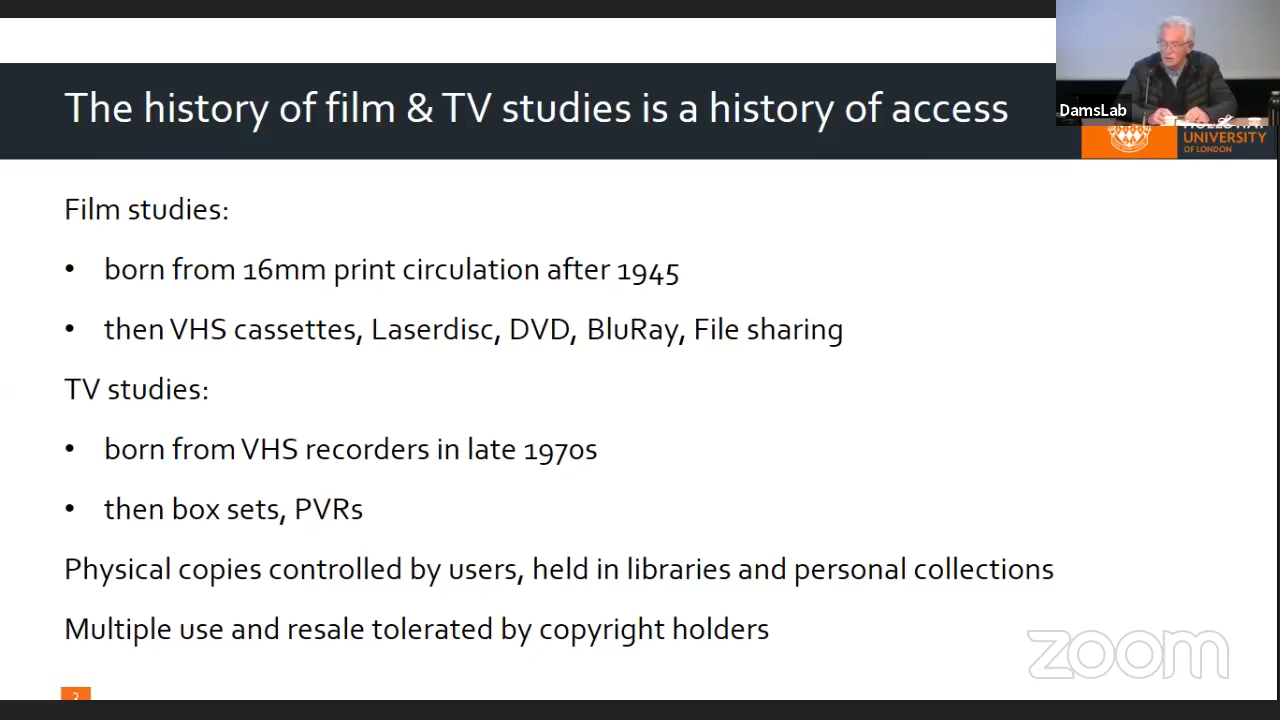 The history of film & TV studies is a history of access
DamsLab
UNIVERSITY
OF LONDON
Film studies:
• born from 16mm print circulation after 1945
• then VHS cassettes, Laserdisc, DVD, BluRay, File sharing
TV studies:
• born from VHS recorders in late 1970s
• then box sets, PVRs
Physical copies controlled by users, held in libraries and personal collections
Multiple use and resale tolerated by copyright holders
zoom